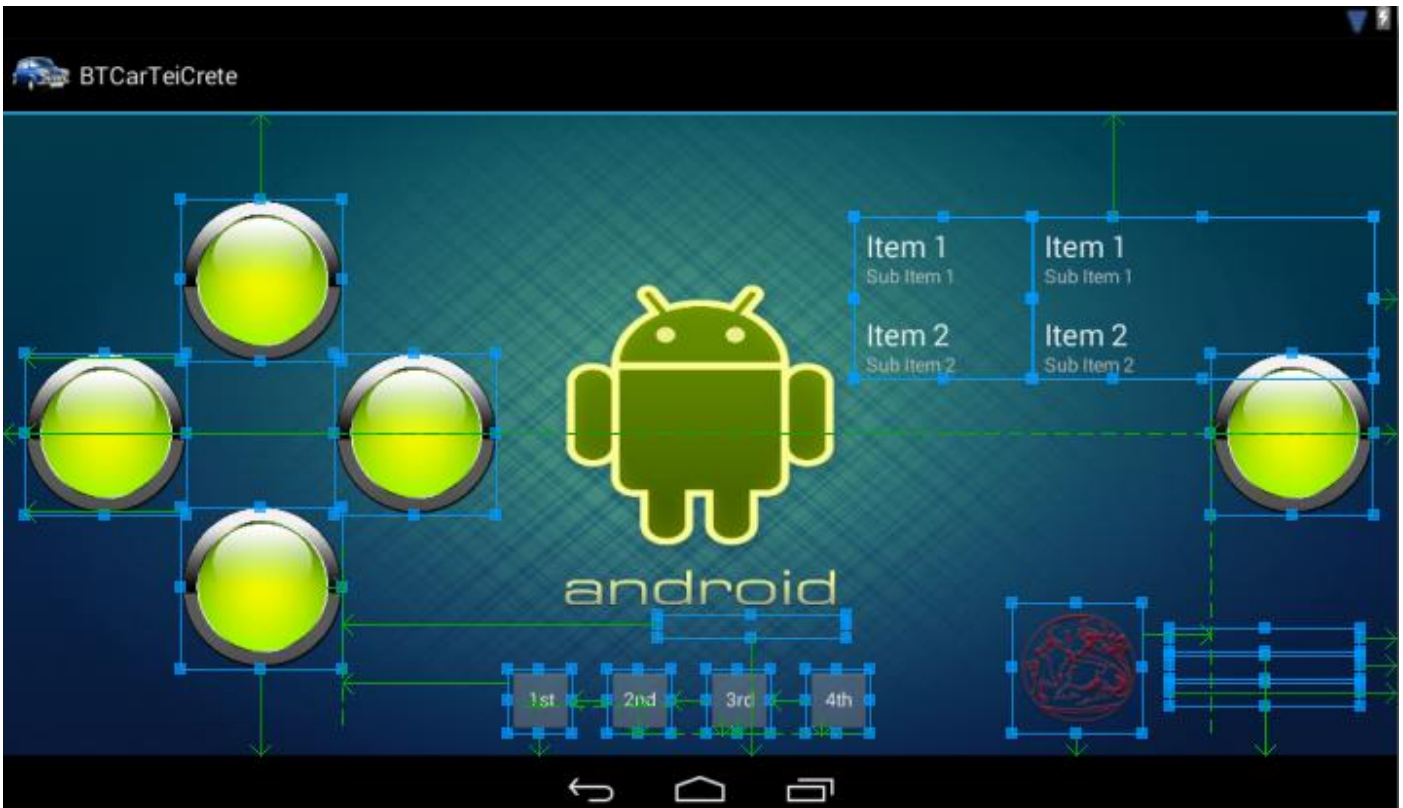 BTCarTeiCrete
Item 1 Item 1
Sub Item 1 Sub Item 1
Item 2 Item 2
Sub Item 2 Sub Item 2
android
1st 2nd 3rd 4th